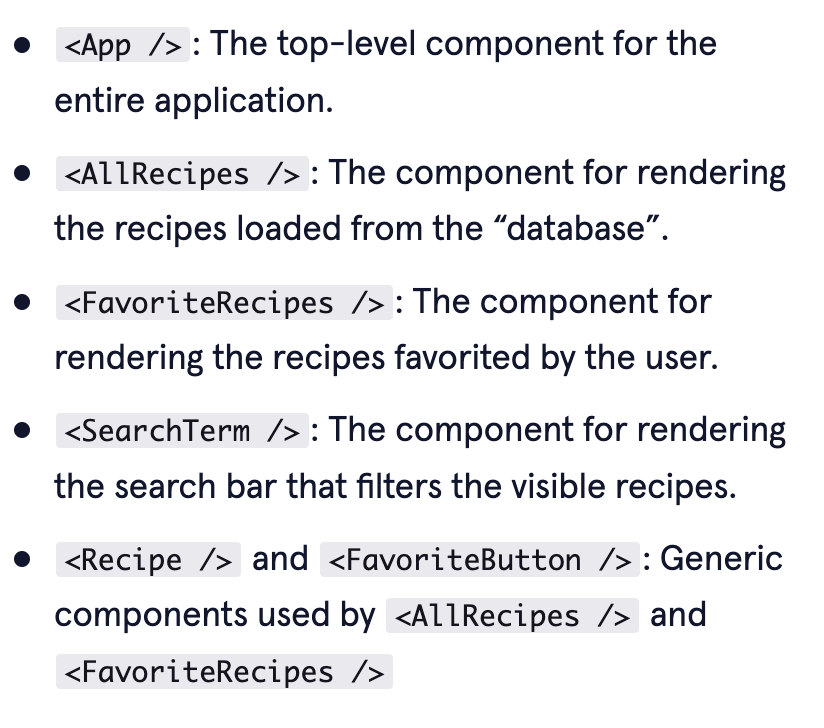 • <App />: The top-level component for the
entire application.
• <AllRecipes />: The component for rendering
the recipes loaded from the “database”.
• <FavoriteRecipes />: The component for
rendering the recipes favorited by the user.
• <SearchTerm />: The component for rendering
the search bar that filters the visible recipes.
• <Recipe /> and <FavoriteButton />: Generic
components used by <AllRecipes /> and
<FavoriteRecipes />